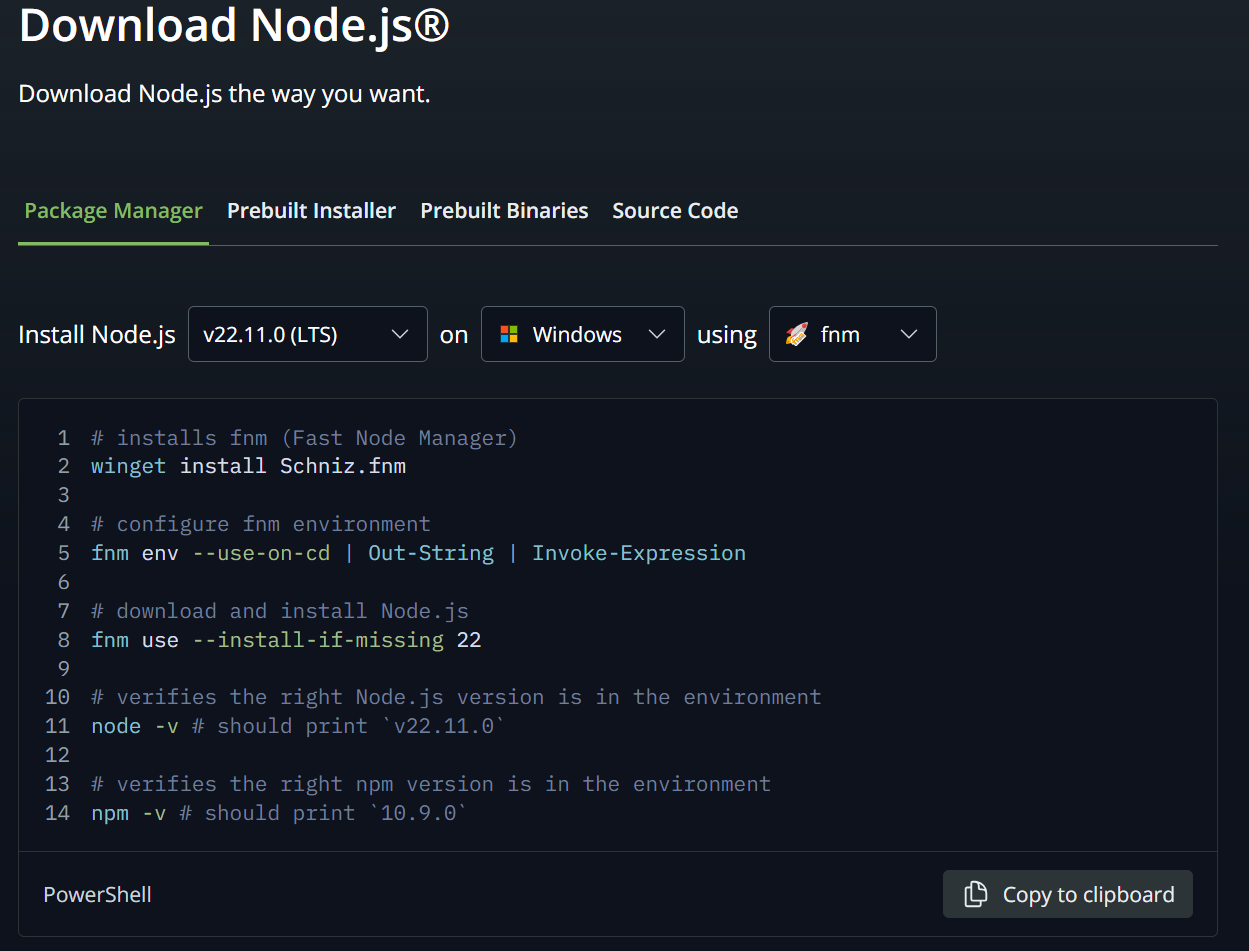 Download Node.js®
Download Node.js the way you want.
Package Manager Prebuilt Installer Prebuilt Binaries Source Code
Install Node.js v22.11.0 (LTS) on Windows using fnm
1 # installs fnm (Fast Node Manager)
2 winget install Schniz.fnm
3
4 # configure fnm environment
5 fnm env --use-on-cd | Out-String | Invoke-Expression
6
7 # download and install Node.js
8 fnm use --install-if-missing 22
9
10 # verifies the right Node.js version is in the environment
11 node -v # should print `v22.11.0`
12
13 # verifies the right npm version is in the environment
14 npm -v # should print `10.9.0`
PowerShell Copy to clipboard